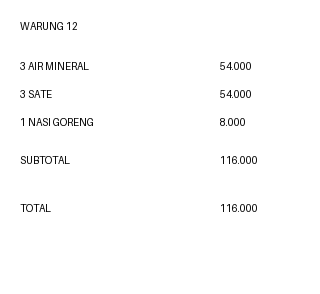 WARUNG 12
3 AIR MINERAL 54.000
3 SATE 54.000
1 NASI GORENG 8.000
SUBTOTAL 116.000
TOTAL 116.000